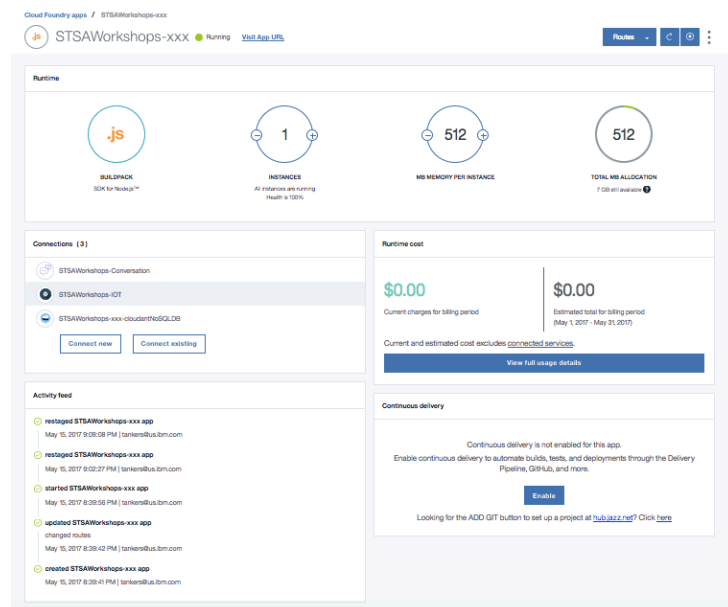 Cloud Foundry apps / STSAWorkshops-xxx
.js STSAWorkshops-xxx Running Visit App URL
Routes
Runtime
.js
BUILDPACK
SDK for Node.js™
1
INSTANCES
All instances are running
Health is 100%
512
MB MEMORY PER INSTANCE
512
TOTAL MB ALLOCATION
7 GB still available ?
Connections (3)
STSAWorkshops-Conversation
STSAWorkshops-IOT
STSAWorkshops-xxx-cloudantNoSQLDB
Connect new
Connect existing
Runtime cost
$0.00
Current charges for billing period
$0.00
Estimated total for billing period
(May 1, 2017 - May 31, 2017)
Current and estimated cost excludes connected services.
View full usage details
Activity feed
restaged STSAWorkshops-xxx app
May 15, 2017 9:09:08 PM | tankers@us.ibm.com
restaged STSAWorkshops-xxx app
May 15, 2017 9:02:27 PM | tankers@us.ibm.com
started STSAWorkshops-xxx app
May 15, 2017 8:39:56 PM | tankers@us.ibm.com
updated STSAWorkshops-xxx app
changed routes
May 15, 2017 8:39:42 PM | tankers@us.ibm.com
created STSAWorkshops-xxx app
May 15, 2017 8:39:41 PM | tankers@us.ibm.com
Continuous delivery
Continuous delivery is not enabled for this app.
Enable continuous delivery to automate builds, tests, and deployments through the Delivery
Pipeline, GitHub, and more.
Enable
Looking for the ADD GIT button to set up a project at hub.jazz.net? Click here